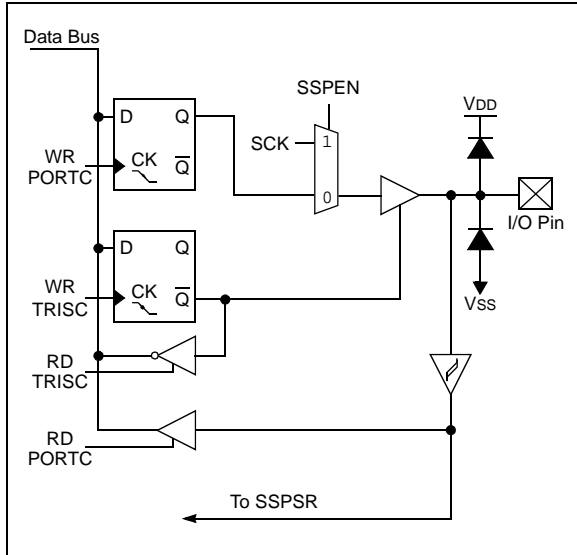 Data Bus
SSPEN
VDD
D Q
SCK
1
WR
PORTC
CK
Q
0
I/O Pin
D Q
WR
TRISC
CK
Q
VSS
RD
TRISC
RD
PORTC
To SSPSR